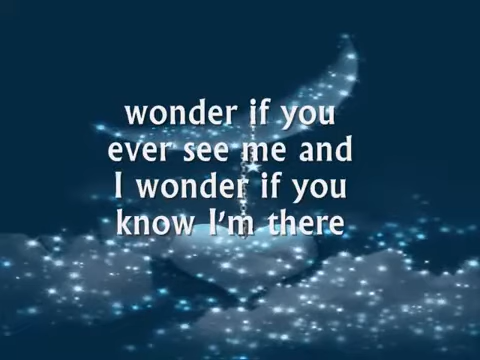 wonder if you
ever see me and
I wonder if you
know I'm there